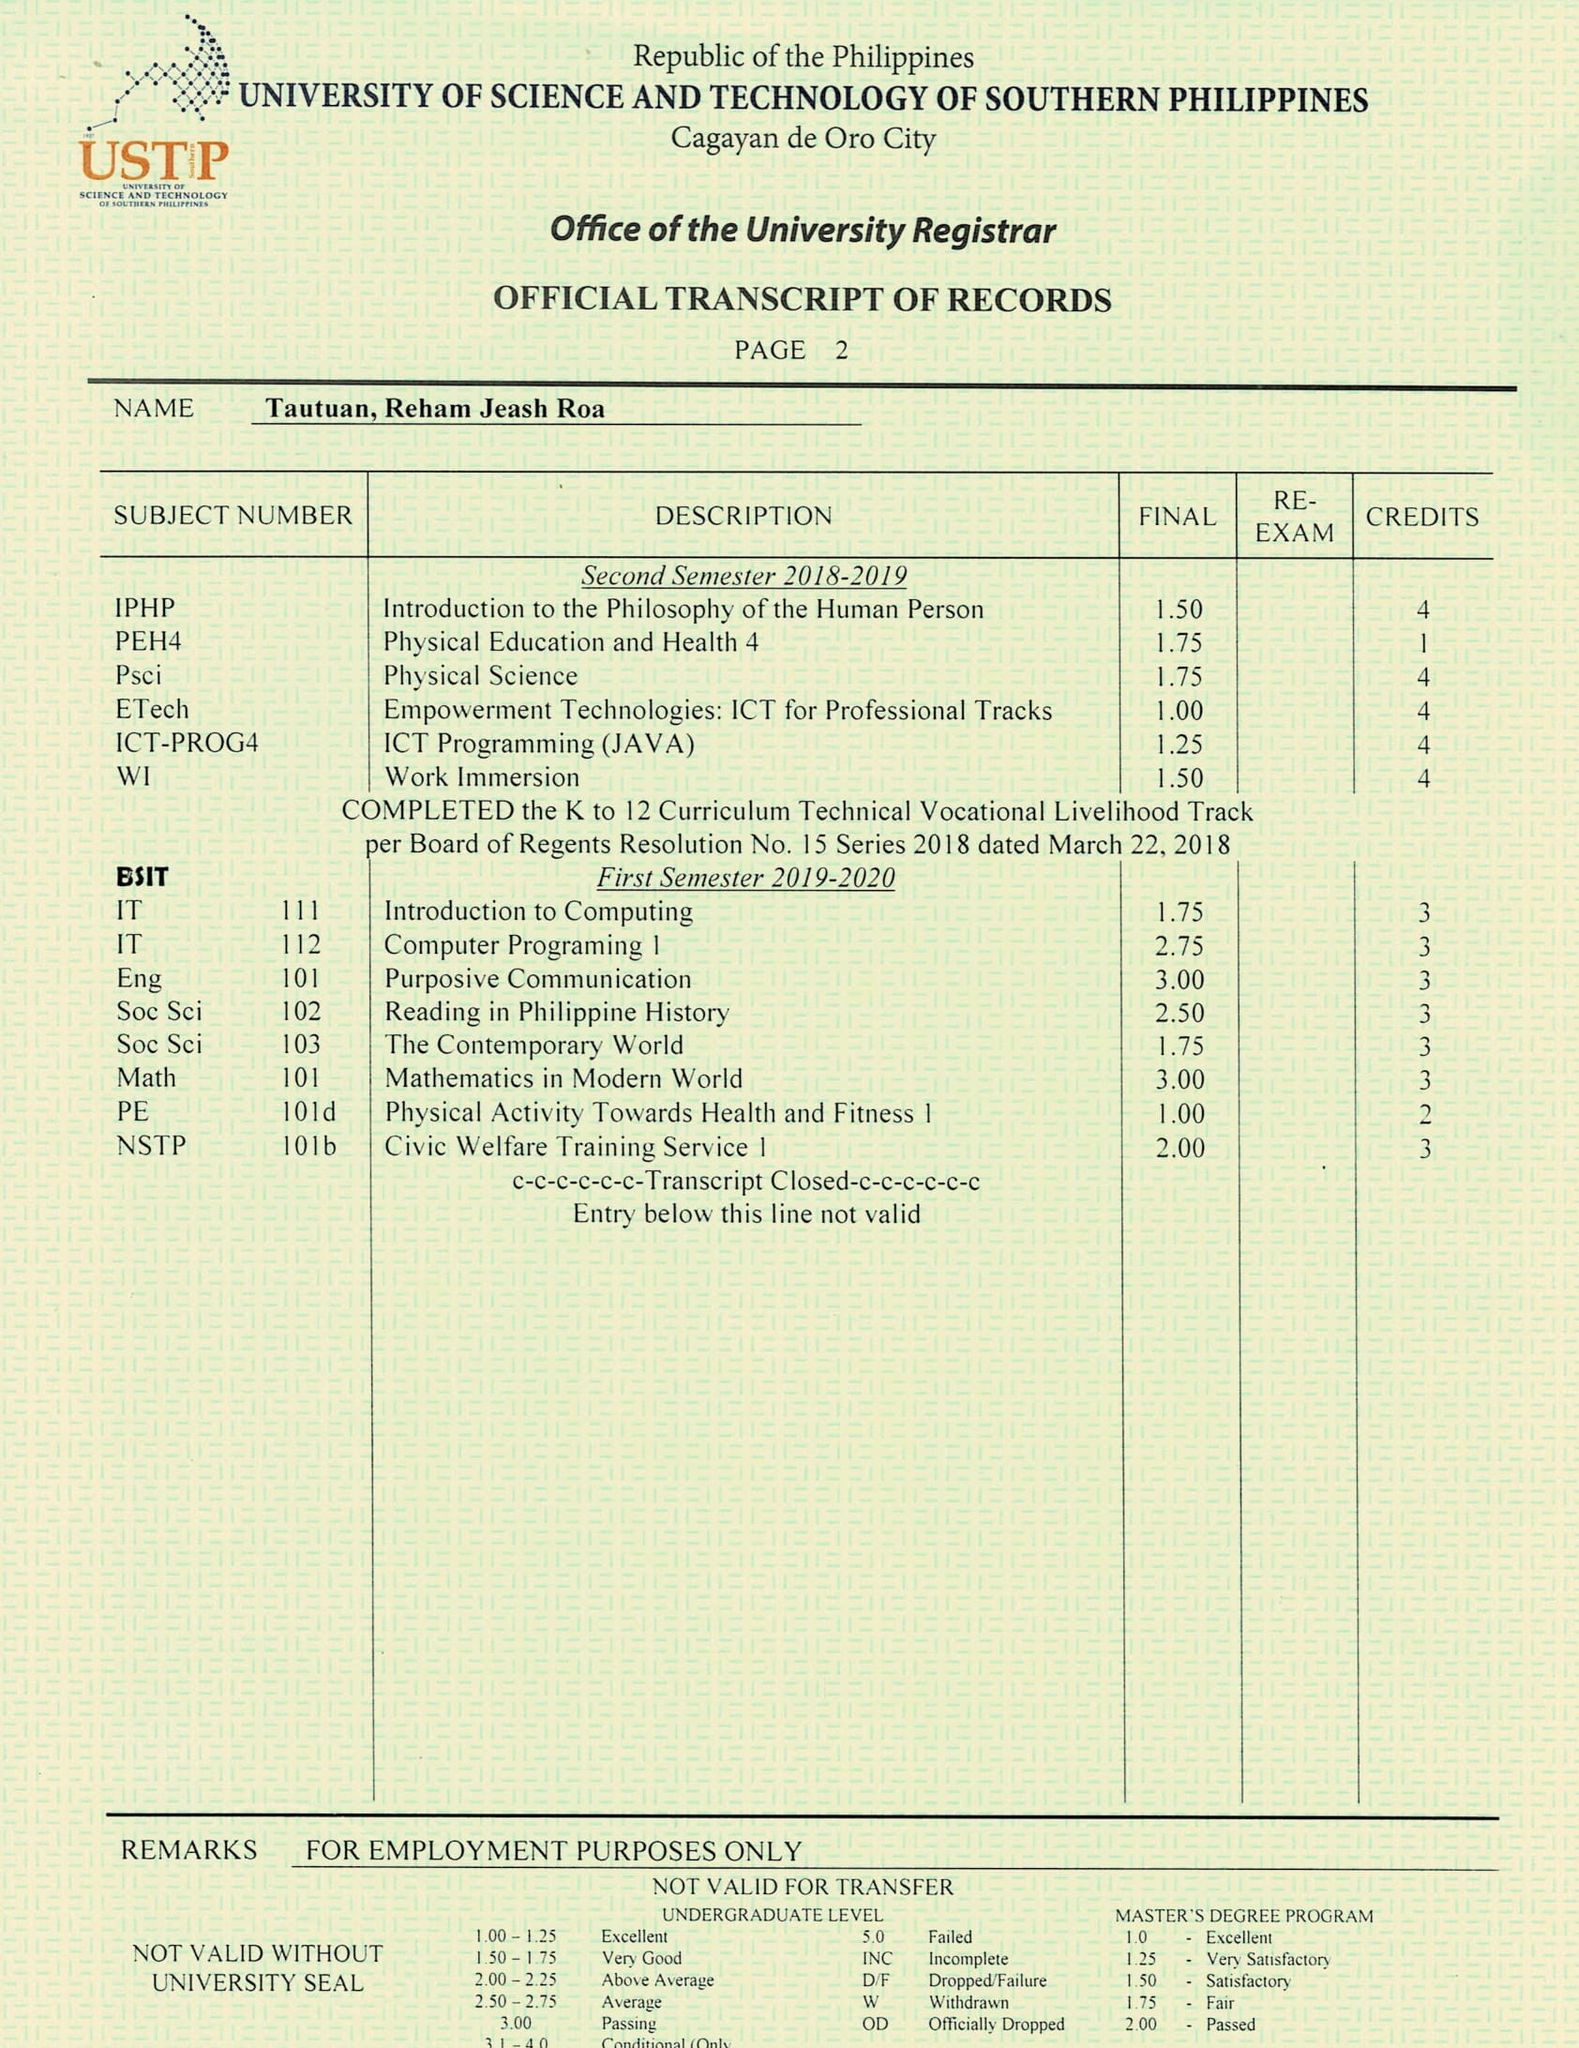 Republic of the Philippines
UNIVERSITY OF SCIENCE AND TECHNOLOGY OF SOUTHERN PHILIPPINES
Cagayan de Oro City
USTP
UNIVERSITY OF
SCIENCE AND TECHNOLOGY
OF SOUTHERN PHILIPPINES
Office of the University Registrar
OFFICIAL TRANSCRIPT OF RECORDS
PAGE 2
NAME Tautuan, Reham Jeash Roa
SUBJECT NUMBER DESCRIPTION FINAL RE-EXAM CREDITS
Second Semester 2018-2019
IPHP Introduction to the Philosophy of the Human Person 1.50 4
PEH4 Physical Education and Health 4 1.75 1
Psci Physical Science 1.75 4
ETech Empowerment Technologies: ICT for Professional Tracks 1.00 4
ICT-PROG4 ICT Programming (JAVA) 1.25 4
WI Work Immersion 1.50 4
COMPLETED the K to 12 Curriculum Technical Vocational Livelihood Track
per Board of Regents Resolution No. 15 Series 2018 dated March 22, 2018
BSIT First Semester 2019-2020
IT 111 Introduction to Computing 1.75 3
IT 112 Computer Programing 1 2.75 3
Eng 101 Purposive Communication 3.00 3
Soc Sci 102 Reading in Philippine History 2.50 3
Soc Sci 103 The Contemporary World 1.75 3
Math 101 Mathematics in Modern World 3.00 3
PE 101d Physical Activity Towards Health and Fitness 1 1.00 2
NSTP 101b Civic Welfare Training Service 1 2.00 3
c-c-c-c-c-c-Transcript Closed-c-c-c-c-c-c
Entry below this line not valid
REMARKS FOR EMPLOYMENT PURPOSES ONLY
NOT VALID FOR TRANSFER
NOT VALID WITHOUT
UNIVERSITY SEAL
UNDERGRADUATE LEVEL
1.00 – 1.25 Excellent 5.0 Failed
1.50 – 1.75 Very Good INC Incomplete
2.00 – 2.25 Above Average D/F Dropped/Failure
2.50 – 2.75 Average W Withdrawn
3.00 Passing OD Officially Dropped
3.1 – 4.0 Conditional (Only
MASTER'S DEGREE PROGRAM
1.0 - Excellent
1.25 - Very Satisfactory
1.50 - Satisfactory
1.75 - Fair
2.00 - Passed